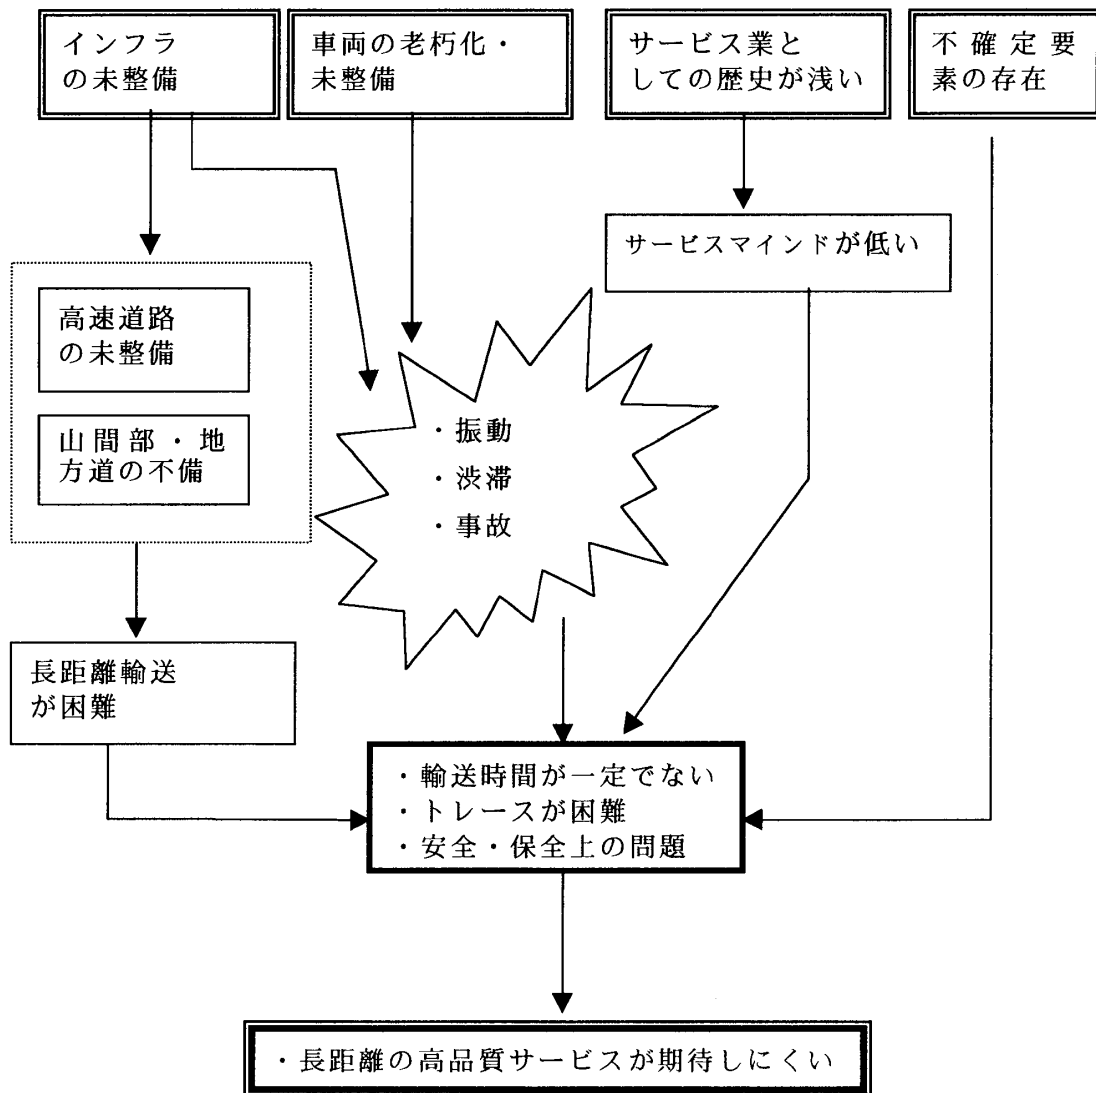 インフラ
の未整備
車両の老朽化・
未整備
サービス業と
しての歴史が浅い
不確定要
素の存在
サービスマインドが低い
高速道路
の未整備
山間部・地
方道の不備
・振動
・渋滞
・事故
長距離輸送
が困難
・輸送時間が一定でない
・トレースが困難
・安全・保全上の問題
・長距離の高品質サービスが期待しにくい